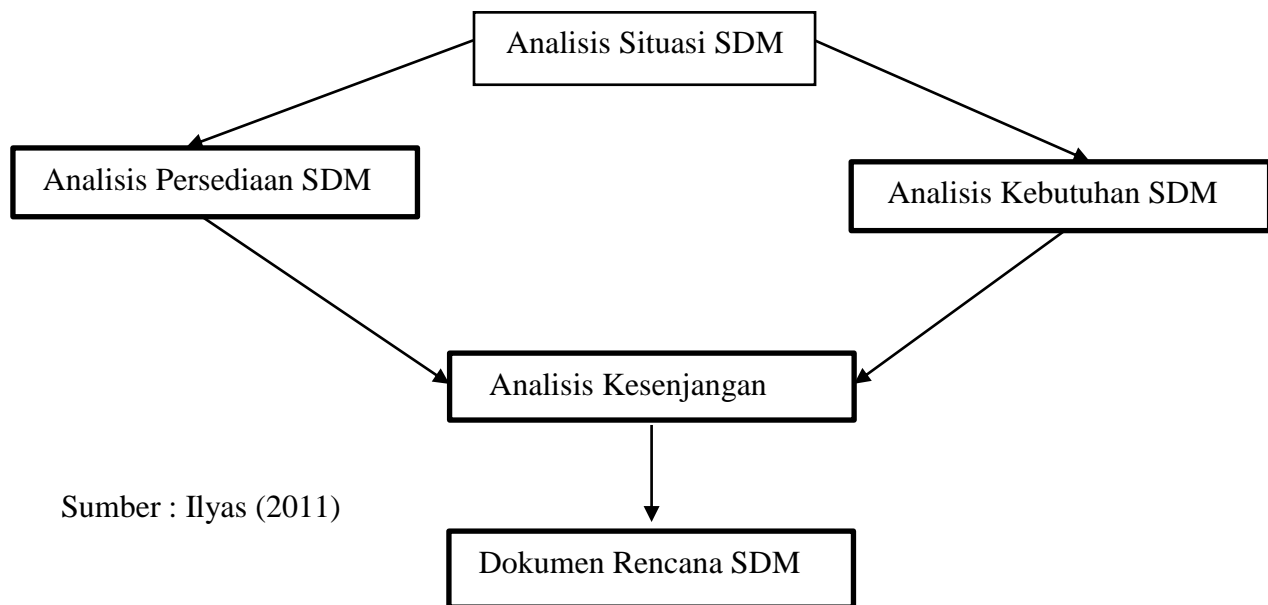 Analisis Situasi SDM
Analisis Persediaan SDM
Analisis Kebutuhan SDM
Analisis Kesenjangan
Sumber : Ilyas (2011)
Dokumen Rencana SDM